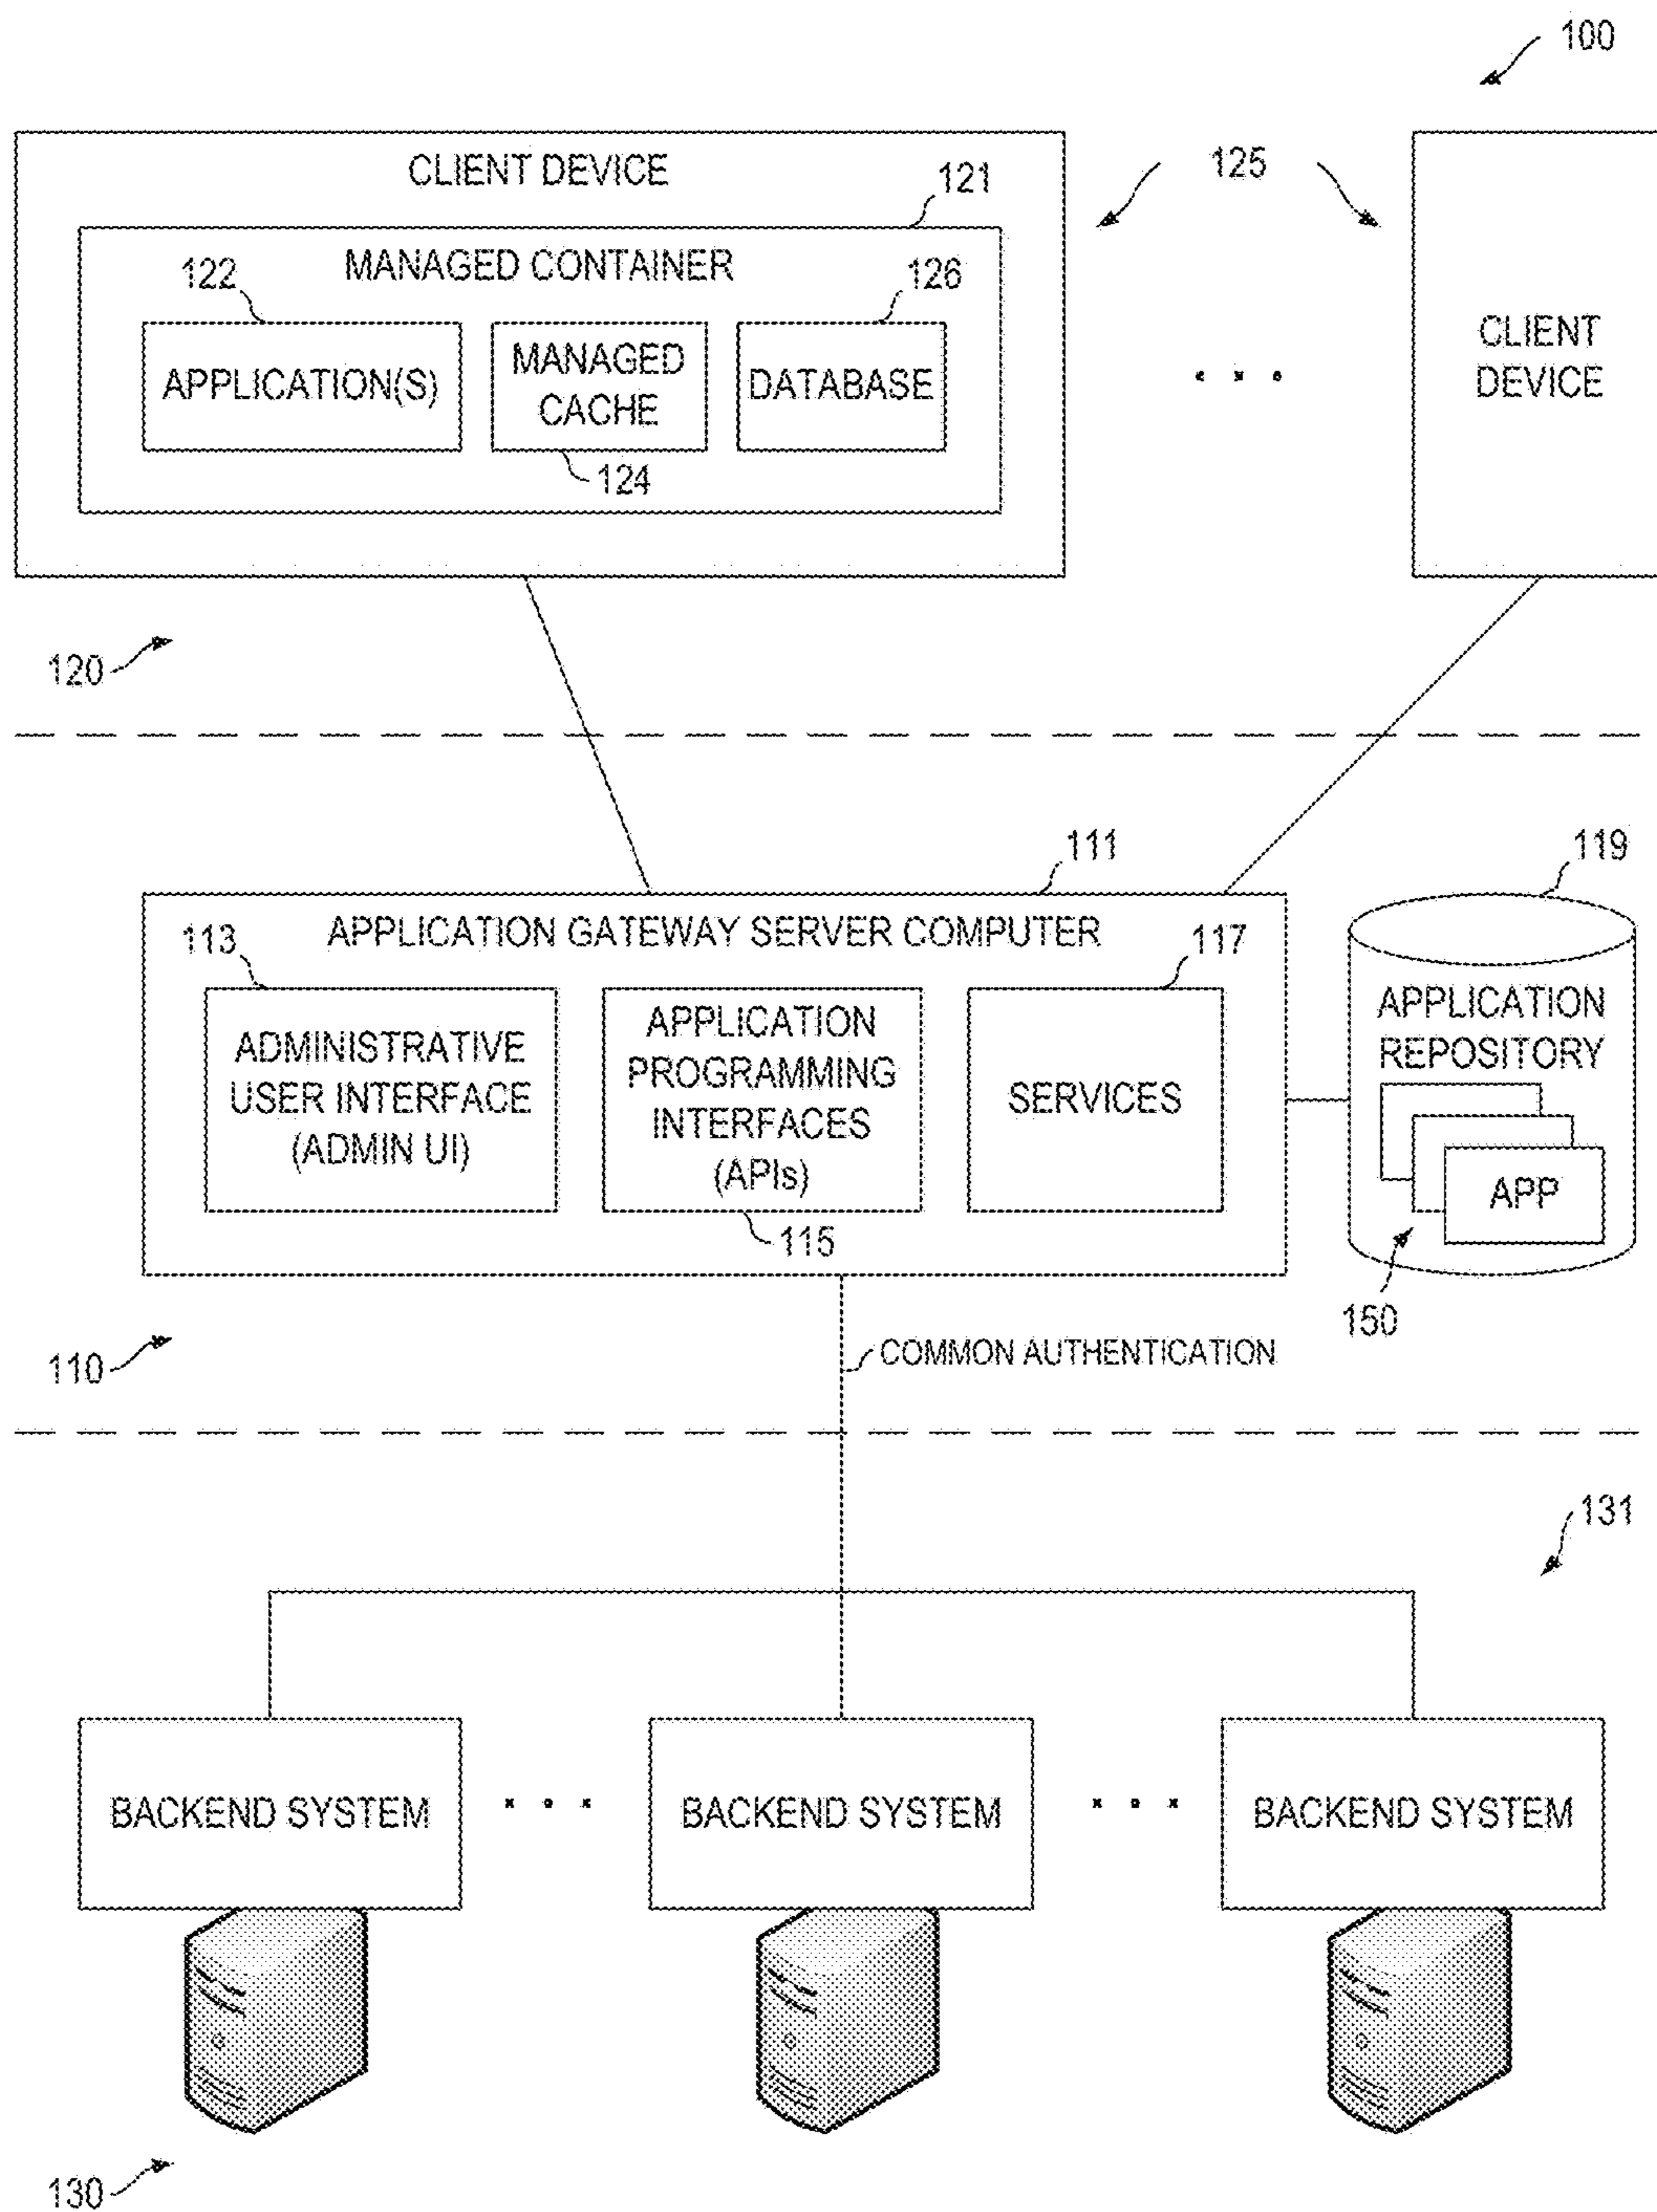 100
CLIENT DEVICE
125
121
MANAGED CONTAINER
122
126
APPLICATION(S)
MANAGED
CACHE
DATABASE
124
CLIENT
DEVICE
120
111
119
APPLICATION GATEWAY SERVER COMPUTER
113
117
ADMINISTRATIVE
USER INTERFACE
(ADMIN UI)
APPLICATION
PROGRAMMING
INTERFACES
(APIs)
115
SERVICES
APPLICATION
REPOSITORY
APP
150
110
COMMON AUTHENTICATION
131
BACKEND SYSTEM
BACKEND SYSTEM
BACKEND SYSTEM
130